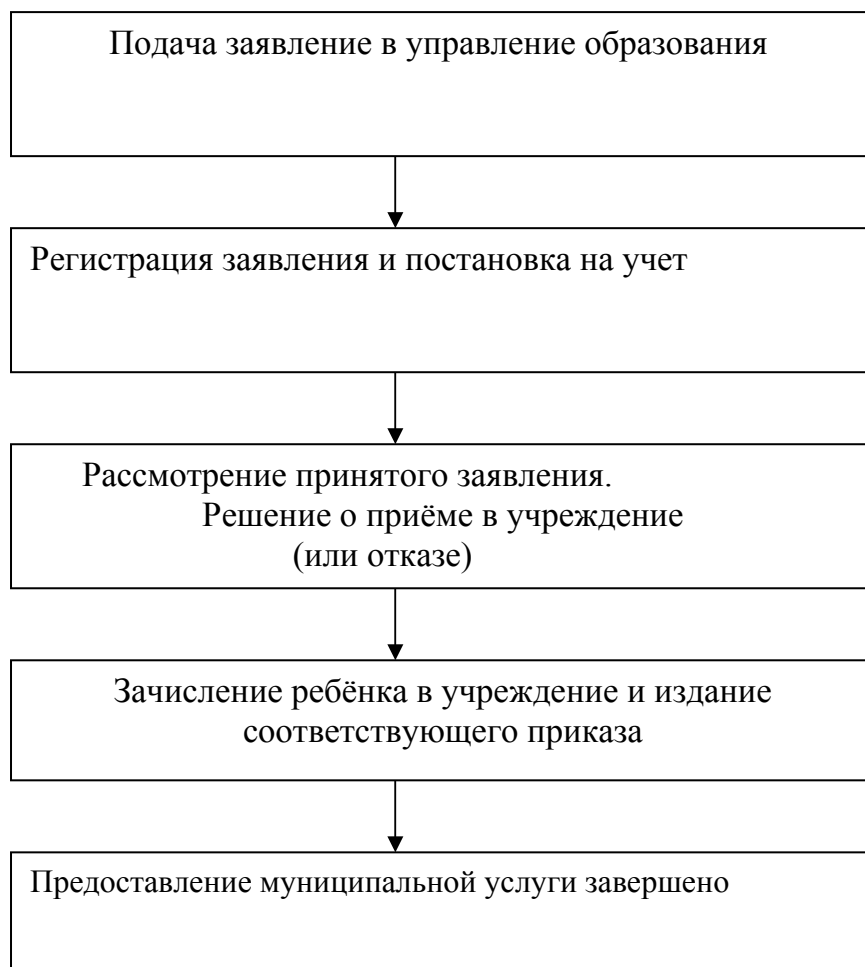 Подача заявление в управление образования
Регистрация заявления и постановка на учет
Рассмотрение принятого заявления.
Решение о приёме в учреждение
(или отказе)
Зачисление ребёнка в учреждение и издание
соответствующего приказа
Предоставление муниципальной услуги завершено